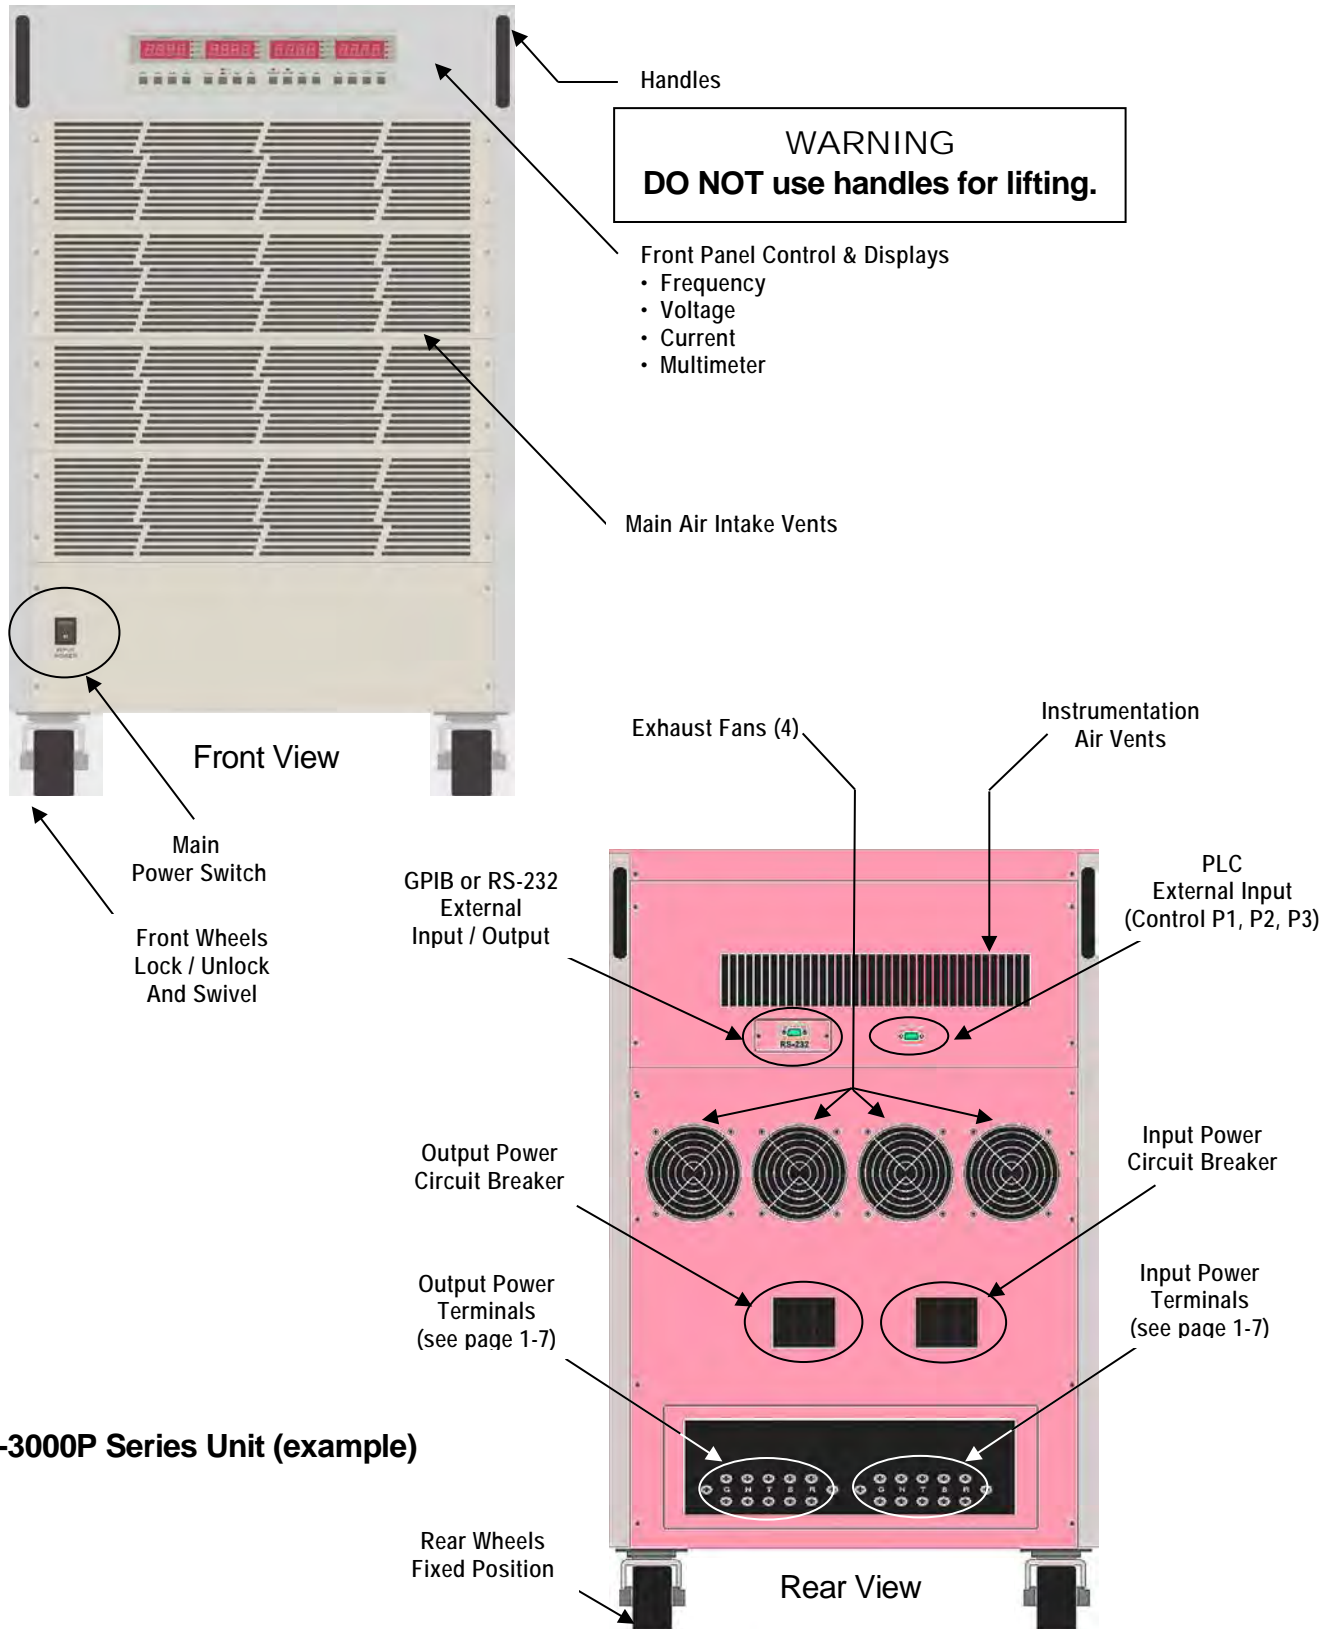 Handles
WARNING
DO NOT use handles for lifting.
Front Panel Control & Displays
• Frequency
• Voltage
• Current
• Multimeter
Main Air Intake Vents
INPUT
POWER
Front View
Main
Power Switch
Front Wheels
Lock / Unlock
And Swivel
Exhaust Fans (4)
Instrumentation
Air Vents
GPIB or RS-232
External
Input / Output
PLC
External Input
(Control P1, P2, P3)
RS-232
Output Power
Circuit Breaker
Input Power
Circuit Breaker
Output Power
Terminals
(see page 1-7)
Input Power
Terminals
(see page 1-7)
-3000P Series Unit (example)
G N T S R
G N T S R
Rear Wheels
Fixed Position
Rear View